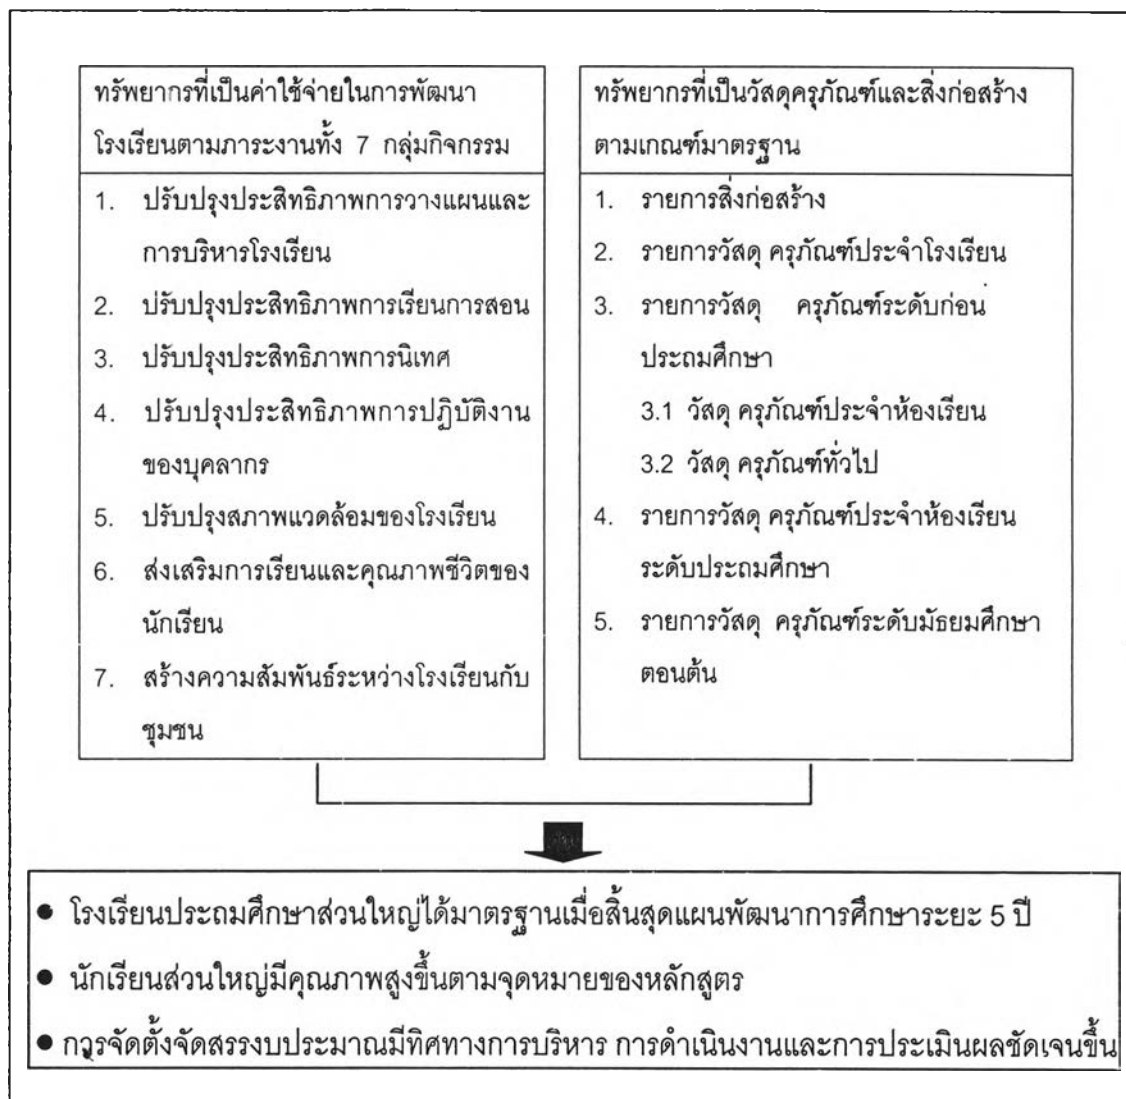 ทรัพยากรที่เป็นค่าใช้จ่ายในการพัฒนา
โรงเรียนตามภาระงานทั้ง 7 กลุ่มกิจกรรม
1. ปรับปรุงประสิทธิภาพการวางแผนและ
การบริหารโรงเรียน
2. ปรับปรุงประสิทธิภาพการเรียนการสอน
3. ปรับปรุงประสิทธิภาพการนิเทศ
4. ปรับปรุงประสิทธิภาพการปฏิบัติงาน
ของบุคลากร
5. ปรับปรุงสภาพแวดล้อมของโรงเรียน
6. ส่งเสริมการเรียนและคุณภาพชีวิตของ
นักเรียน
7. สร้างความสัมพันธ์ระหว่างโรงเรียนกับ
ชุมชน
ทรัพยากรที่เป็นวัสดุครุภัณฑ์และสิ่งก่อสร้าง
ตามเกณฑ์มาตรฐาน
1. รายการสิ่งก่อสร้าง
2. รายการวัสดุ ครุภัณฑ์ประจำโรงเรียน
3. รายการวัสดุ ครุภัณฑ์ระดับก่อน
ประถมศึกษา
3.1 วัสดุ ครุภัณฑ์ประจำห้องเรียน
3.2 วัสดุ ครุภัณฑ์ทั่วไป
4. รายการวัสดุ ครุภัณฑ์ประจำห้องเรียน
ระดับประถมศึกษา
5. รายการวัสดุ ครุภัณฑ์ระดับมัธยมศึกษา
ตอนต้น
● โรงเรียนประถมศึกษาส่วนใหญ่ได้มาตรฐานเมื่อสิ้นสุดแผนพัฒนาการศึกษาระยะ 5 ปี
● นักเรียนส่วนใหญ่มีคุณภาพสูงขึ้นตามจุดหมายของหลักสูตร
● การจัดตั้งจัดสรรงบประมาณมีทิศทางการบริหาร การดำเนินงานและการประเมินผลชัดเจนขึ้น